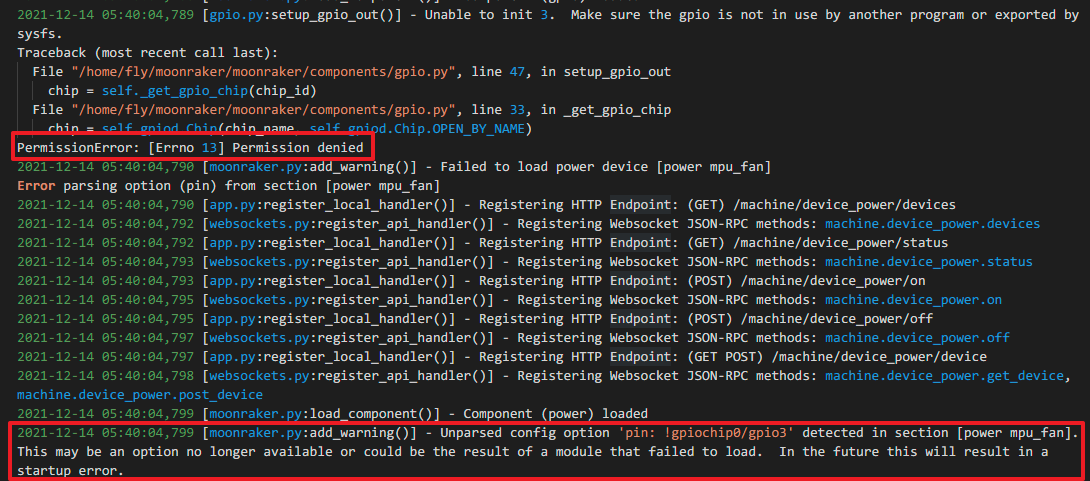 2021-12-14 05:40:04,789 [gpio.py:setup_gpio_out()] - Unable to init 3.  Make sure the gpio is not in use by another program or exported by
sysfs.
Traceback (most recent call last):
  File "/home/fly/moonraker/moonraker/components/gpio.py", line 47, in setup_gpio_out
    chip = self._get_gpio_chip(chip_id)
  File "/home/fly/moonraker/moonraker/components/gpio.py", line 33, in _get_gpio_chip
    chip = self.gpiod.Chip(chip_name, self.gpiod.Chip.OPEN_BY_NAME)
PermissionError: [Errno 13] Permission denied
2021-12-14 05:40:04,790 [moonraker.py:add_warning()] - Failed to load power device [power mpu_fan]
Error parsing option (pin) from section [power mpu_fan]
2021-12-14 05:40:04,790 [app.py:register_local_handler()] - Registering HTTP Endpoint: (GET) /machine/device_power/devices
2021-12-14 05:40:04,792 [websockets.py:register_api_handler()] - Registering Websocket JSON-RPC methods: machine.device_power.devices
2021-12-14 05:40:04,792 [app.py:register_local_handler()] - Registering HTTP Endpoint: (GET) /machine/device_power/status
2021-12-14 05:40:04,793 [websockets.py:register_api_handler()] - Registering Websocket JSON-RPC methods: machine.device_power.status
2021-12-14 05:40:04,793 [app.py:register_local_handler()] - Registering HTTP Endpoint: (POST) /machine/device_power/on
2021-12-14 05:40:04,795 [websockets.py:register_api_handler()] - Registering Websocket JSON-RPC methods: machine.device_power.on
2021-12-14 05:40:04,795 [app.py:register_local_handler()] - Registering HTTP Endpoint: (POST) /machine/device_power/off
2021-12-14 05:40:04,797 [websockets.py:register_api_handler()] - Registering Websocket JSON-RPC methods: machine.device_power.off
2021-12-14 05:40:04,797 [app.py:register_local_handler()] - Registering HTTP Endpoint: (GET POST) /machine/device_power/device
2021-12-14 05:40:04,798 [websockets.py:register_api_handler()] - Registering Websocket JSON-RPC methods: machine.device_power.get_device,
machine.device_power.post_device
2021-12-14 05:40:04,799 [moonraker.py:load_component()] - Component (power) loaded
2021-12-14 05:40:04,799 [moonraker.py:add_warning()] - Unparsed config option 'pin: !gpiochip0/gpio3' detected in section [power mpu_fan].
This may be an option no longer available or could be the result of a module that failed to load.  In the future this will result in a
startup error.